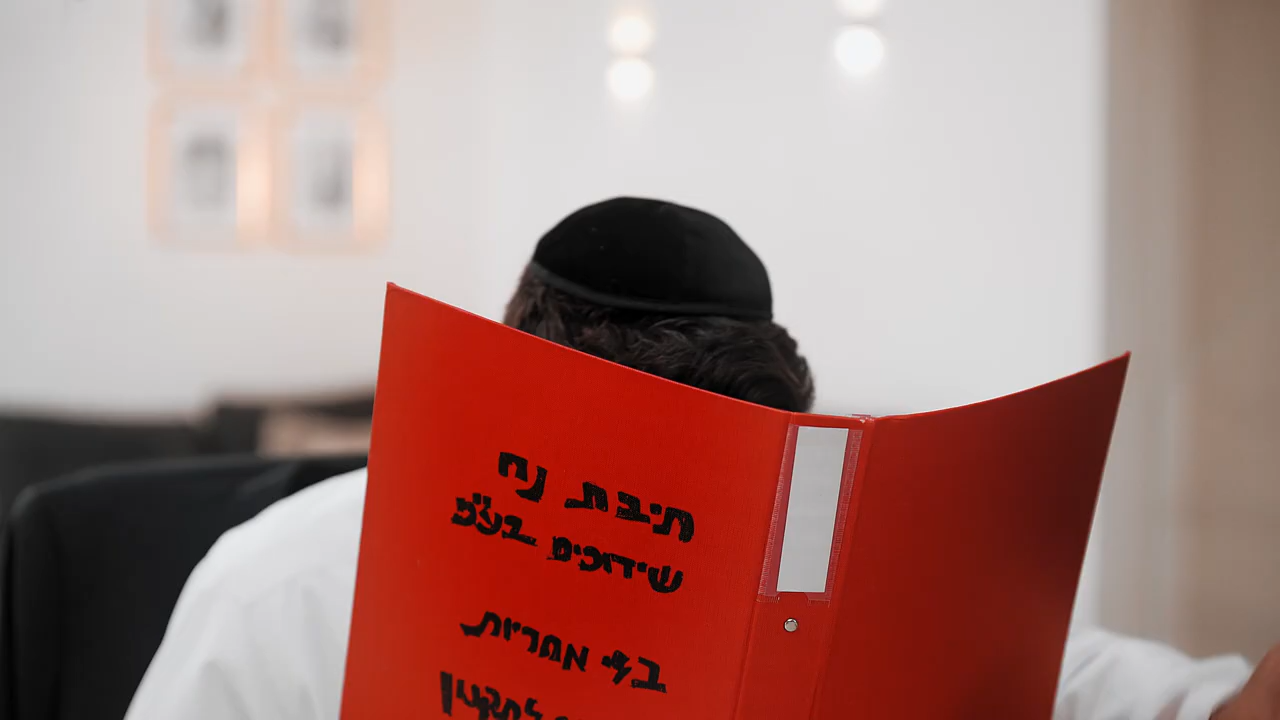 תיבת נח
שידוכים בע"מ
בלי אחריות